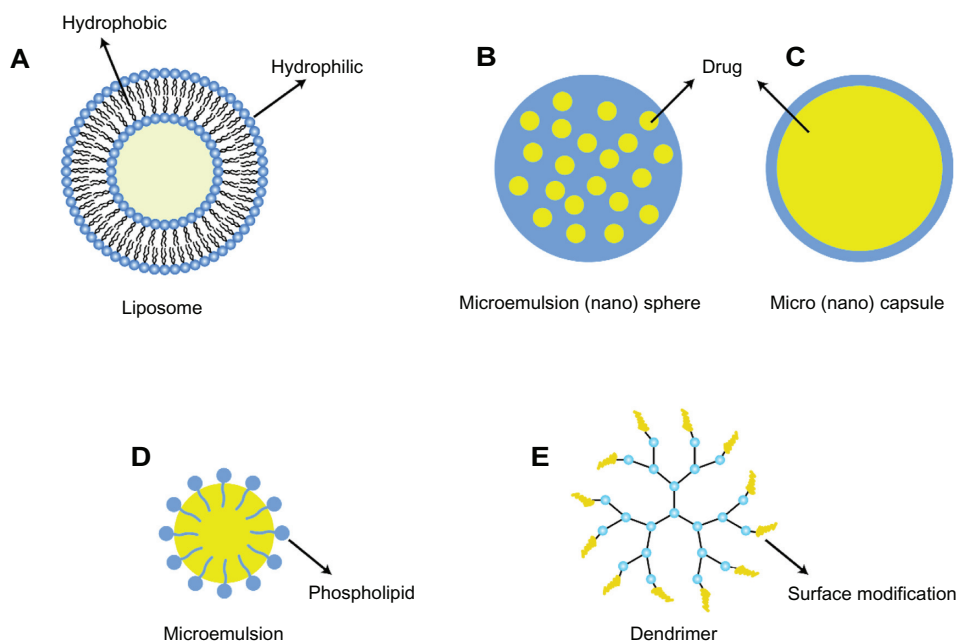 Hydrophobic
A
Hydrophilic
Liposome
B
Drug
C
Microemulsion (nano) sphere
Micro (nano) capsule
D
Phospholipid
Microemulsion
E
Surface modification
Dendrimer